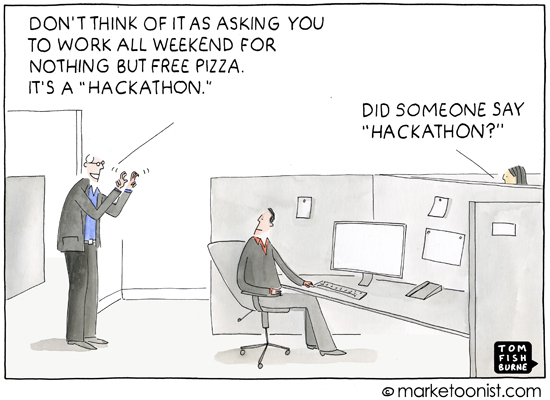 DON'T THINK OF IT AS ASKING YOU
TO WORK ALL WEEKEND FOR
NOTHING BUT FREE PIZZA.
IT'S A "HACKATHON."
DID SOMEONE SAY
"HACKATHON?"
TOM
FISH
BURNE
© marketoonist.com